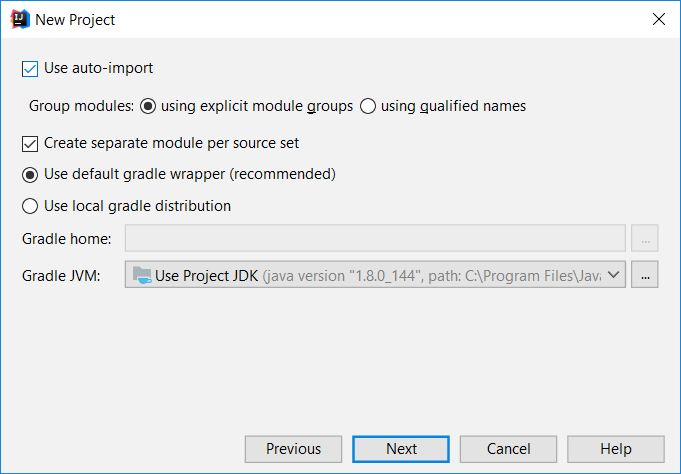 New Project
Use auto-import
Group modules: using explicit module groups using qualified names
Create separate module per source set
Use default gradle wrapper (recommended)
Use local gradle distribution
Gradle home: ...
Gradle JVM: Use Project JDK (java version "1.8.0_144", path: C:\Program Files\Java ...
Previous Next Cancel Help